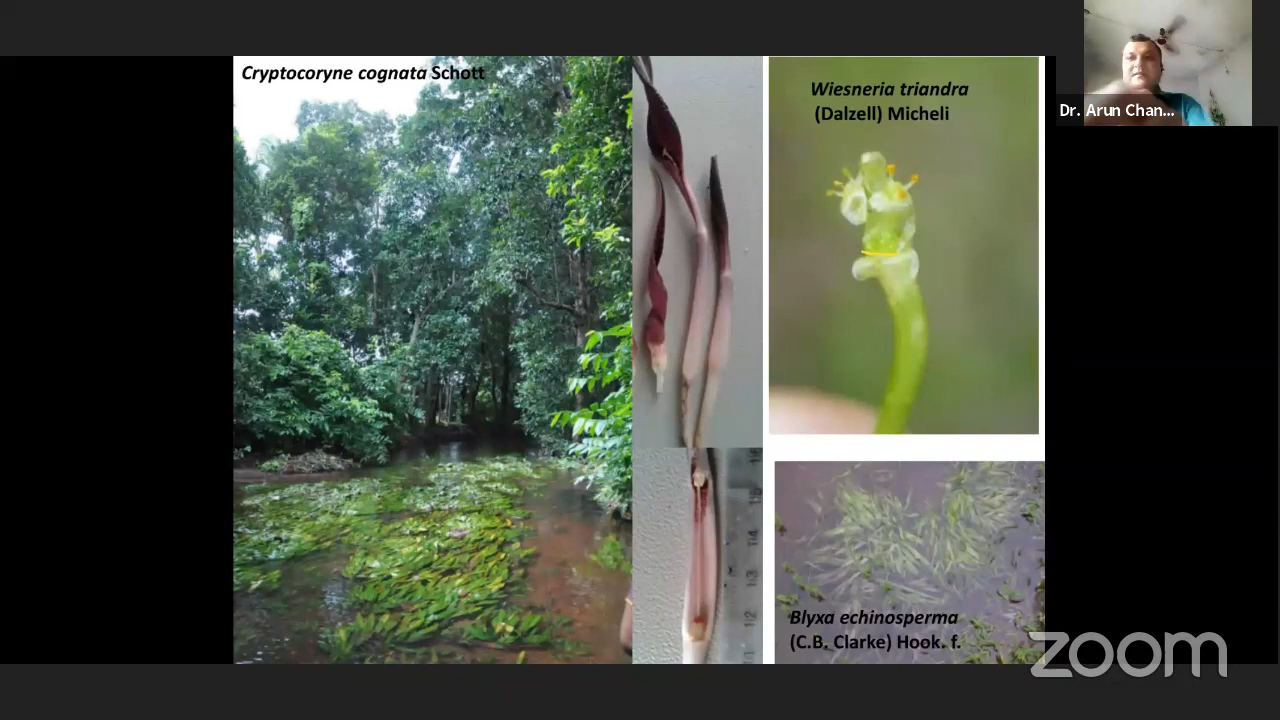 Cryptocoryne cognata Schott
Wiesneria triandra
(Dalzell) Micheli
Dr. Arun Chan...
Blyxa echinosperma
(C.B. Clarke) Hook. f.
zoom